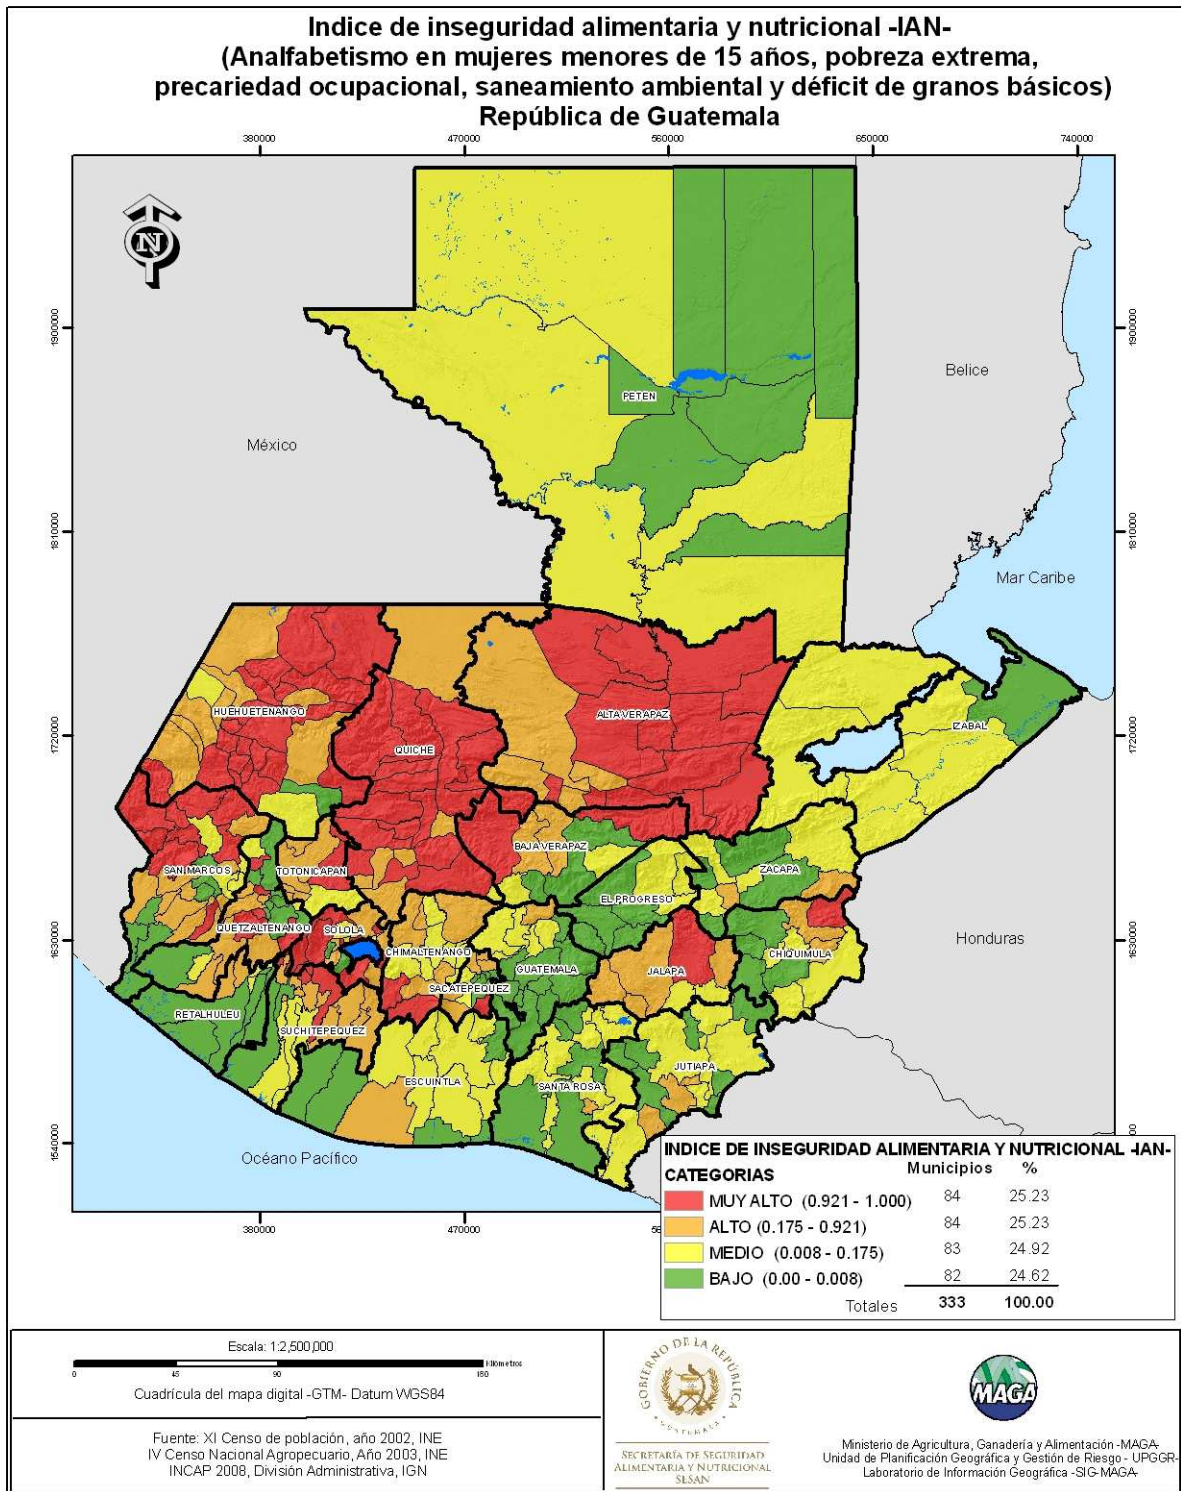 Indice de inseguridad alimentaria y nutricional -IAN-
(Analfabetismo en mujeres menores de 15 años, pobreza extrema,
precariedad ocupacional, saneamiento ambiental y déficit de granos básicos)
República de Guatemala
380000 470000 560000 650000 740000
N
1900000 1900000
Belice
PETEN
México
1810000 1810000
Mar Caribe
HUEHUETENANGO
ALTA VERAPAZ
IZABAL
1720000 1720000
QUICHE
BAJA VERAPAZ
SAN MARCOS
TOTONICAPAN
ZACAPA
EL PROGRESO
QUETZALTENANGO
SOLOLA
1630000 1630000
Honduras
CHIMALTENANGO
CHIQUIMULA
GUATEMALA
JALAPA
SACATEPEQUEZ
RETALHULEU
SUCHITEPEQUEZ
JUTIAPA
ESCUINTLA
SANTA ROSA
1540000
Océano Pacífico
380000 470000
INDICE DE INSEGURIDAD ALIMENTARIA Y NUTRICIONAL -IAN-
CATEGORIAS Municipios %
MUY ALTO (0.921 - 1.000) 84 25.23
ALTO (0.175 - 0.921) 84 25.23
MEDIO (0.008 - 0.175) 83 24.92
BAJO (0.00 - 0.008) 82 24.62
Totales 333 100.00
Escala: 1:2,500,000
Kilómetros
0 45 90 180
Cuadrícula del mapa digital -GTM- Datum WGS84
Fuente: XI Censo de población, año 2002, INE
IV Censo Nacional Agropecuario, Año 2003, INE
INCAP 2008, División Administrativa, IGN
GOBIERNO DE LA REPÚBLICA
GUATEMALA
SECRETARÍA DE SEGURIDAD
ALIMENTARIA Y NUTRICIONAL
SESAN
MAGA
Ministerio de Agricultura, Ganadería y Alimentación -MAGA-
Unidad de Planificación Geográfica y Gestión de Riesgo - UPGGR-
Laboratorio de Información Geográfica -SIG-MAGA-